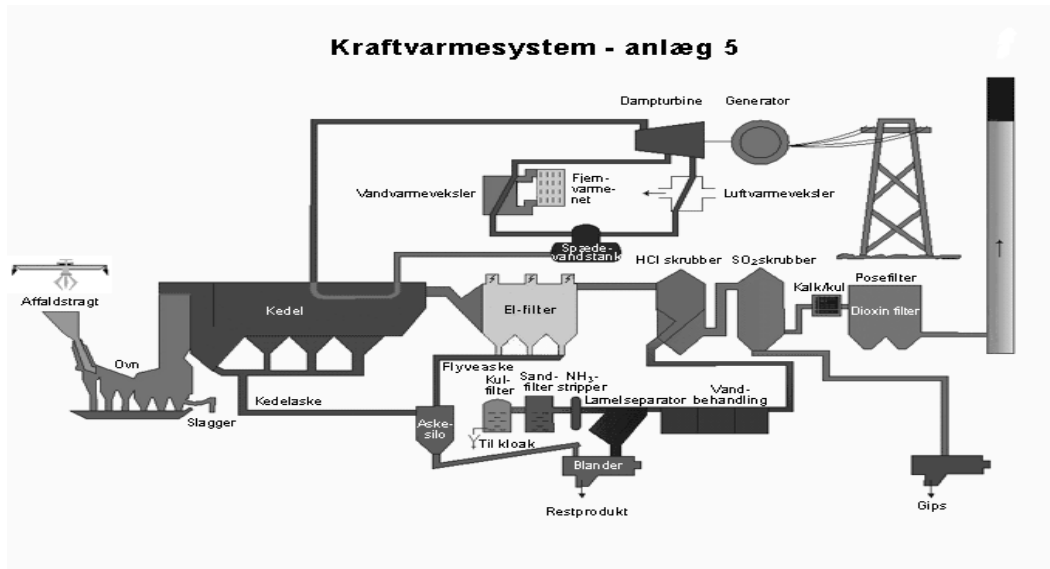 Kraftvarmesystem - anlæg 5
Dampturbine
Generator
Vandvarmeveksler
Fjern-
varme-
net
Luftvarmeveksler
Spæde-
vandstank
HCl skrubber
SO2skrubber
Posefilter
Kalk/kul
Dioxin filter
Affaldstragt
Kedel
El-filter
Ovn
Flyveaske
Kul-
filter
Sand-
filter
NH3-
stripper
Lamelseparator
Vand-
behandling
Kedelaske
Slagger
Aske-
silo
Til kloak
Blander
Restprodukt
Gips